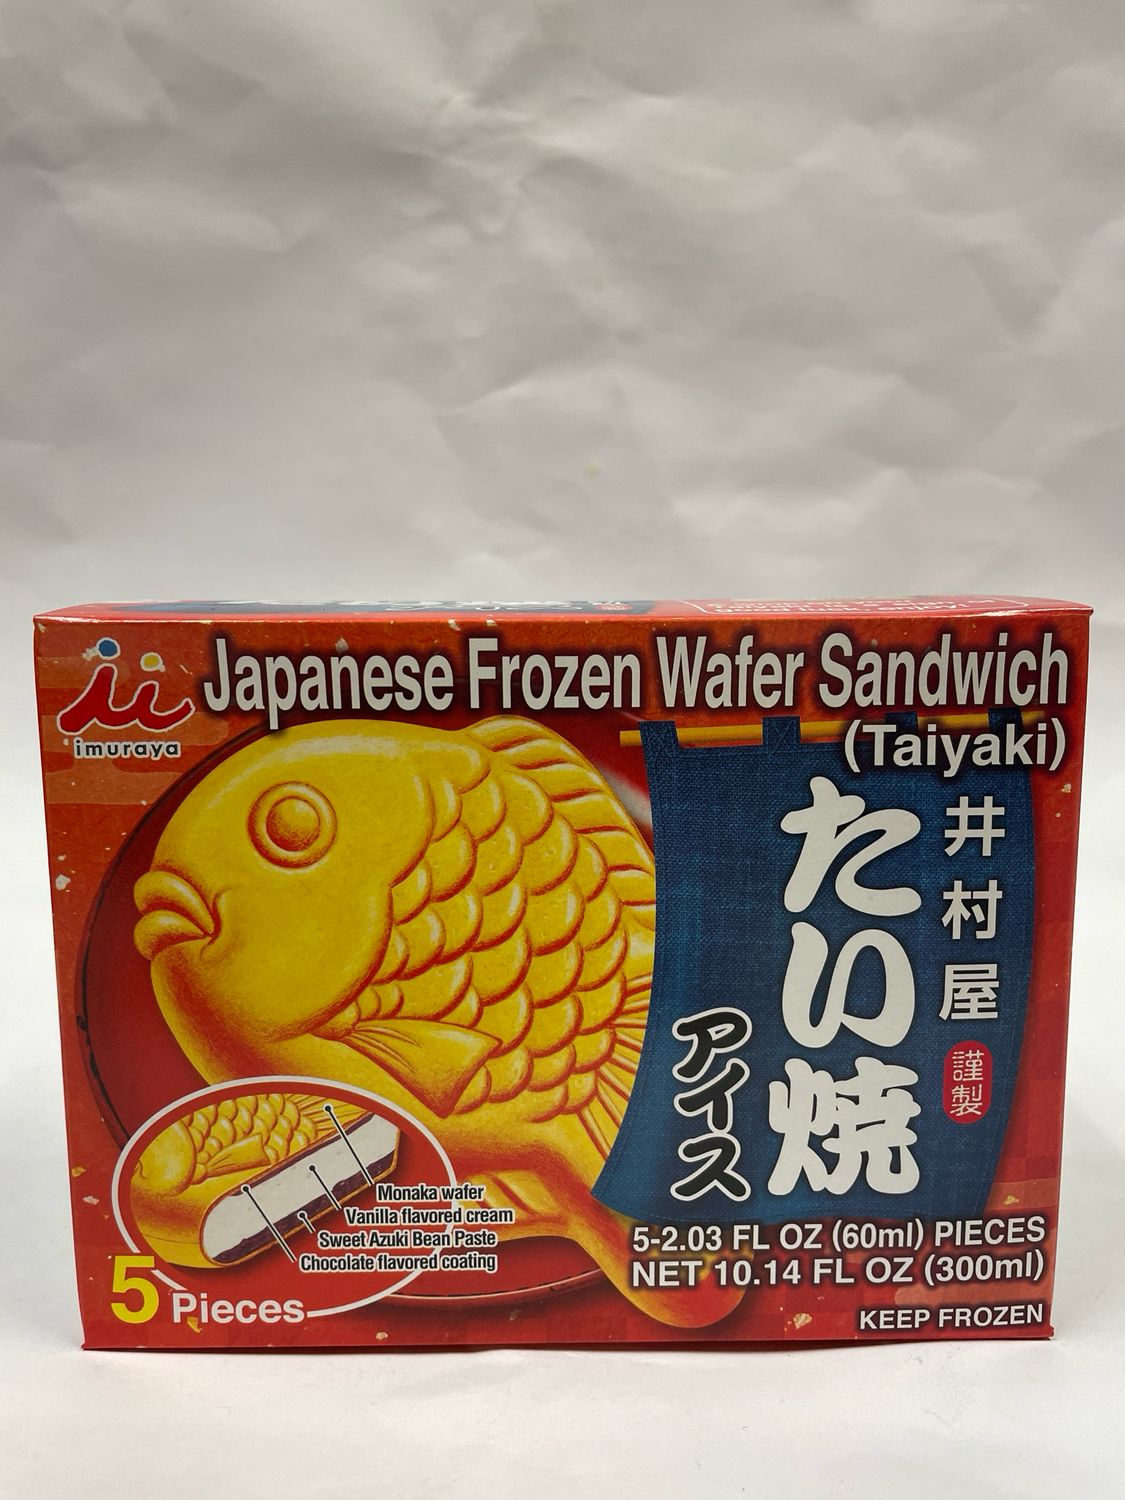 imuraya
Japanese Frozen Wafer Sandwich
(Taiyaki)
井村屋
謹製
たい焼
アイス
Monaka wafer
Vanilla flavored cream
Sweet Azuki Bean Paste
Chocolate flavored coating
5 Pieces
5-2.03 FL OZ (60ml) PIECES
NET 10.14 FL OZ (300ml)
KEEP FROZEN